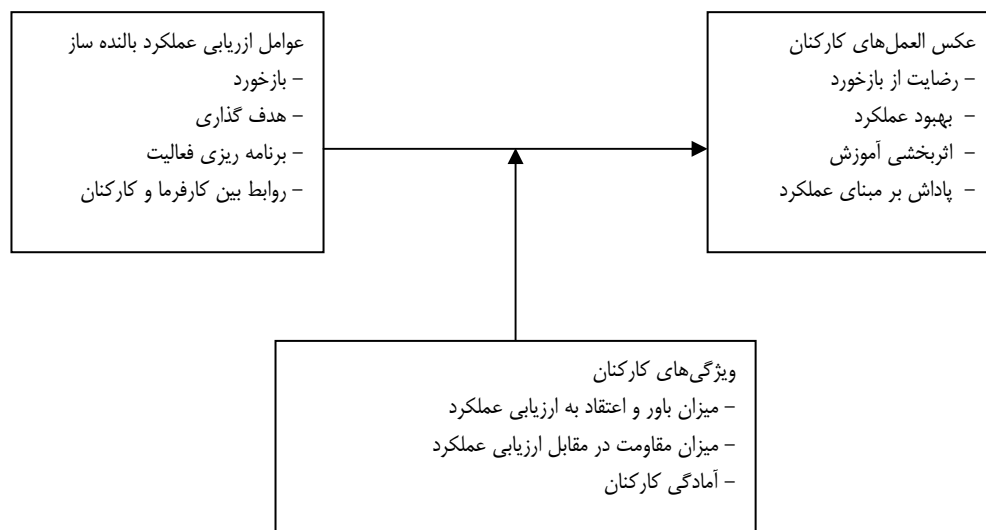 عوامل ازریابی عملکرد بالنده ساز
– بازخورد
– هدف گذاری
– برنامه ریزی فعالیت
– روابط بین کارفرما و کارکنان
عکس العمل‌های کارکنان
– رضایت از بازخورد
– بهبود عملکرد
– اثربخشی آموزش
– پاداش بر مبنای عملکرد
ویژگی‌های کارکنان
– میزان باور و اعتقاد به ارزیابی عملکرد
– میزان مقاومت در مقابل ارزیابی عملکرد
– آمادگی کارکنان